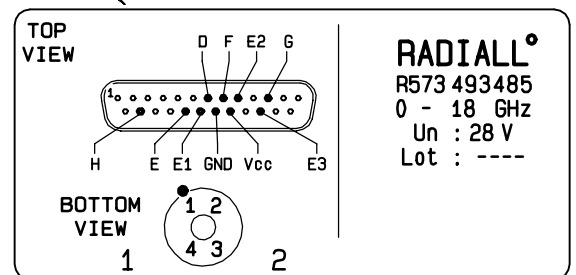 TOP
VIEW
D F E2 G
1
H E E1 GND Vcc E3
BOTTOM
VIEW
1 2
4 3
1 2
RADIALL°
R573 493485
0 - 18 GHz
Un : 28 V
Lot : ----